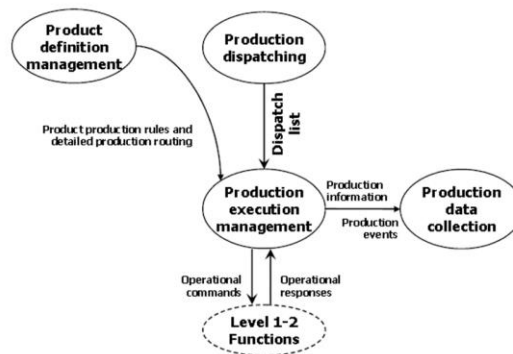 Product
definition
management
Production
dispatching
Product production rules and
detailed production routing
Dispatch
list
Production
execution
management
Production
information
Production
events
Production
data
collection
Operational
commands
Operational
responses
Level 1-2
Functions